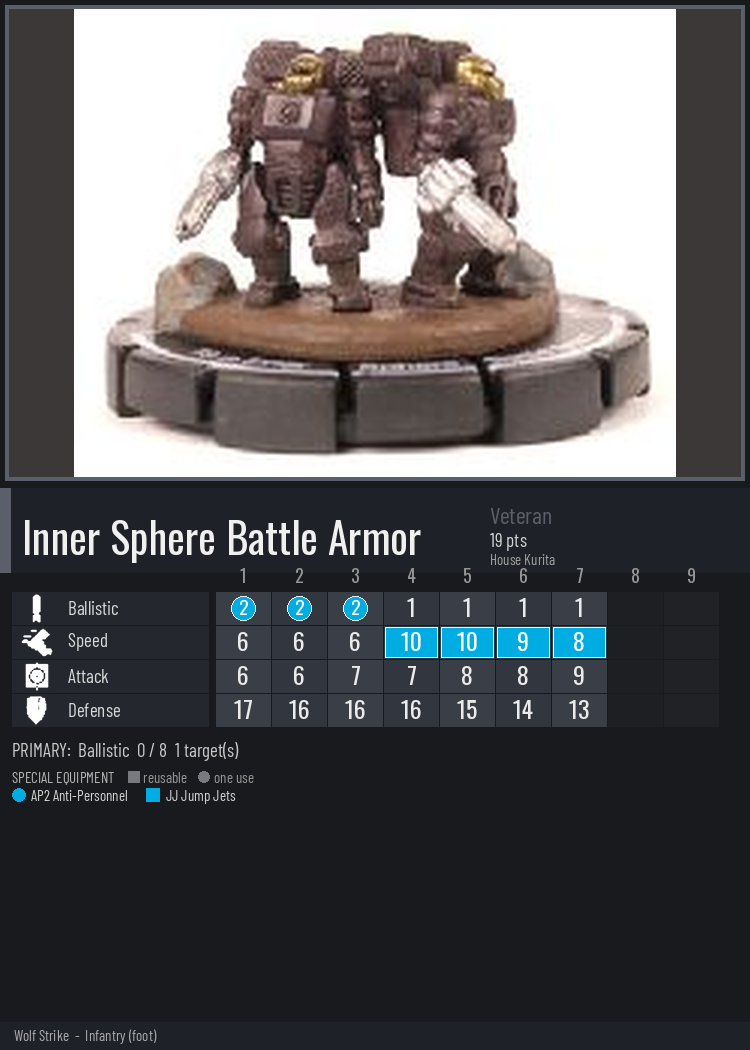 Inner Sphere Battle Armor
Veteran
19 pts
House Kurita
1 2 3 4 5 6 7 8 9
Ballistic 2 2 2 1 1 1 1
Speed 6 6 6 10 10 9 8
Attack 6 6 7 7 8 8 9
Defense 17 16 16 16 15 14 13
PRIMARY: Ballistic 0 / 8 1 target(s)
SPECIAL EQUIPMENT reusable one use
AP2 Anti-Personnel JJ Jump Jets
Wolf Strike - Infantry (foot)